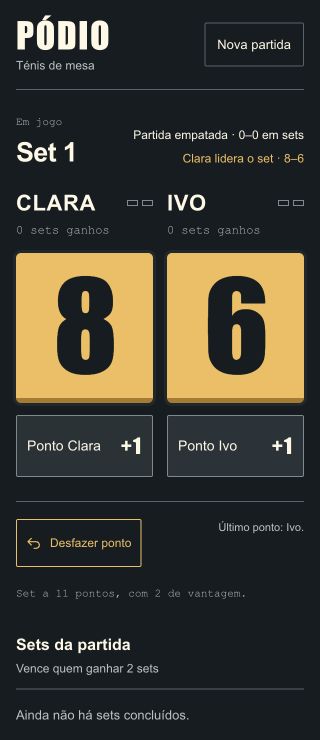 PÓDIO
Ténis de mesa
Nova partida
Em jogo
Set 1
Partida empatada · 0–0 em sets
Clara lidera o set · 8–6
CLARA
0 sets ganhos
IVO
0 sets ganhos
8
6
Ponto Clara +1
Ponto Ivo +1
Desfazer ponto
Último ponto: Ivo.
Set a 11 pontos, com 2 de vantagem.
Sets da partida
Vence quem ganhar 2 sets
Ainda não há sets concluídos.